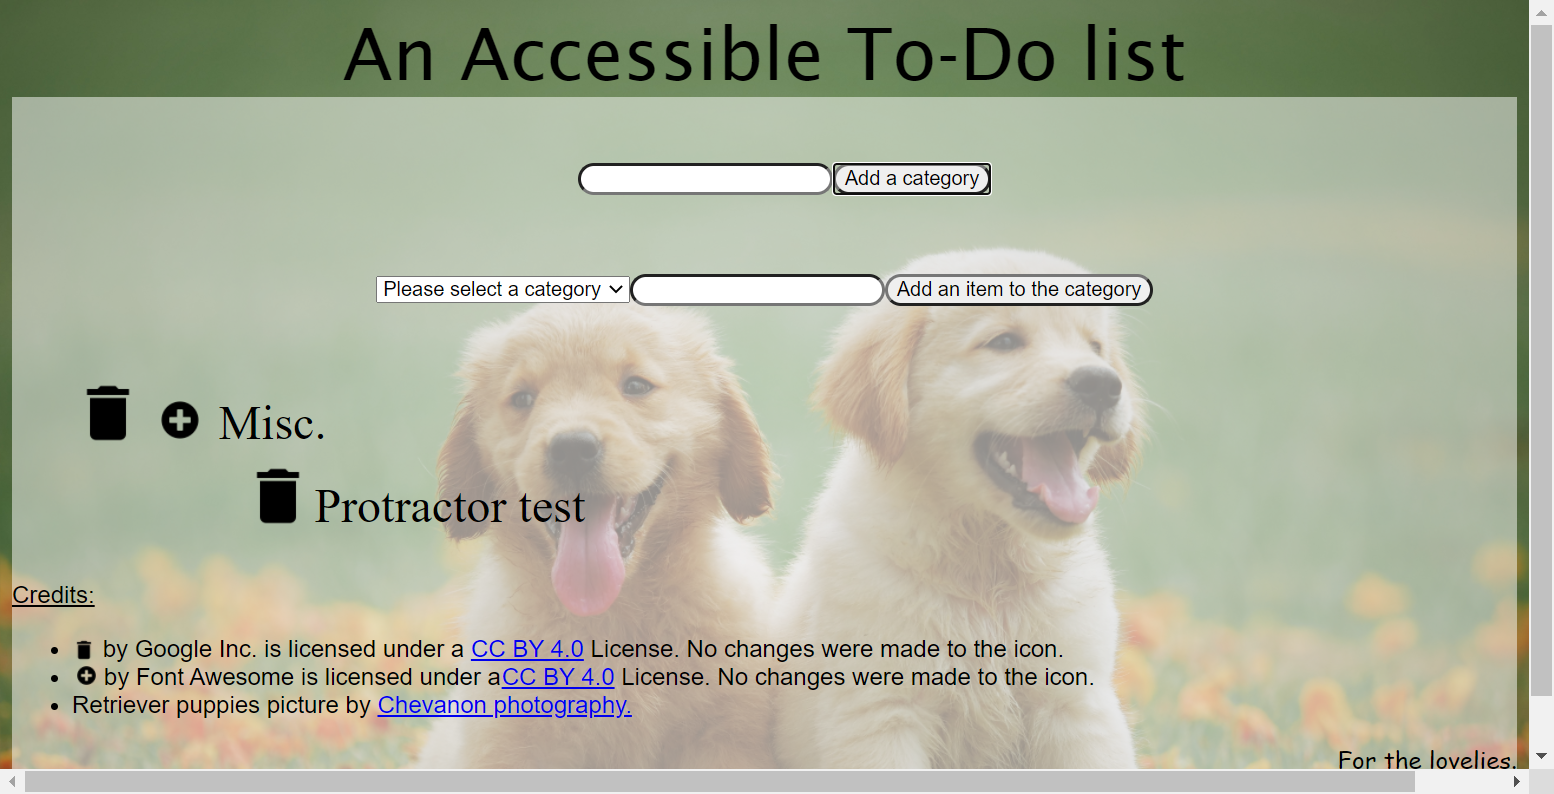 An Accessible To-Do list
Add a category
Please select a category Add an item to the category
Misc.
Protractor test
Credits:
by Google Inc. is licensed under a CC BY 4.0 License. No changes were made to the icon.
by Font Awesome is licensed under aCC BY 4.0 License. No changes were made to the icon.
Retriever puppies picture by Chevanon photography.
For the lovelies.